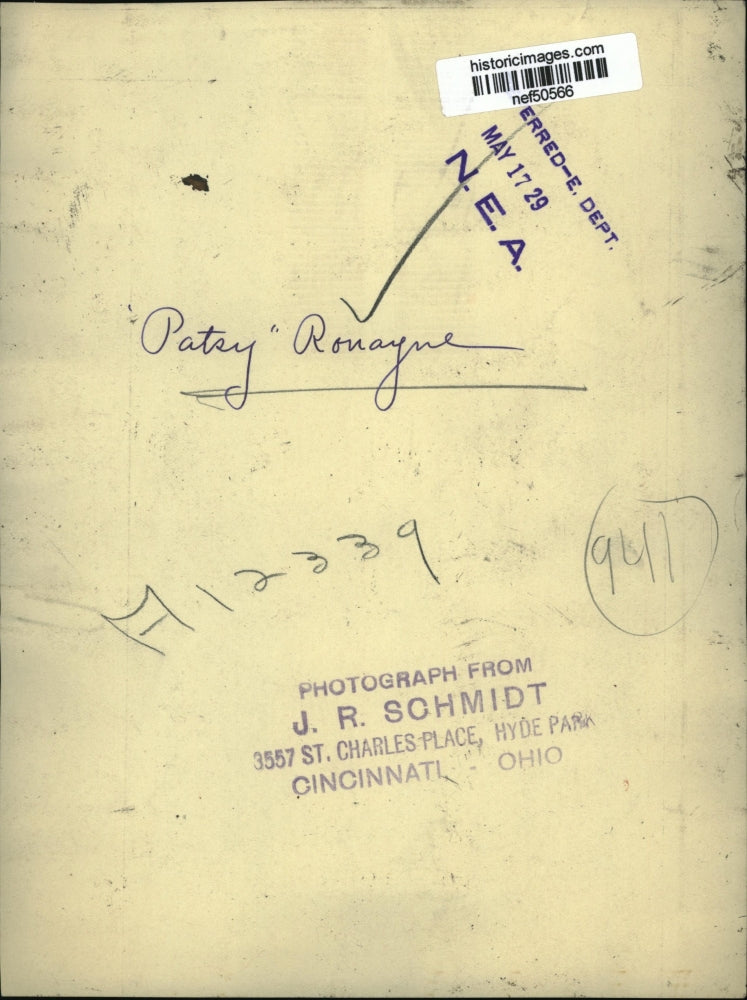 historicimages.com
nef50566
ERRED-E. DEPT.
MAY 17 29
N. E. A.
"Patsy" Ronayne
12339
941
PHOTOGRAPH FROM
J. R. SCHMIDT
3557 ST. CHARLES PLACE, HYDE PARK
CINCINNATI, - OHIO